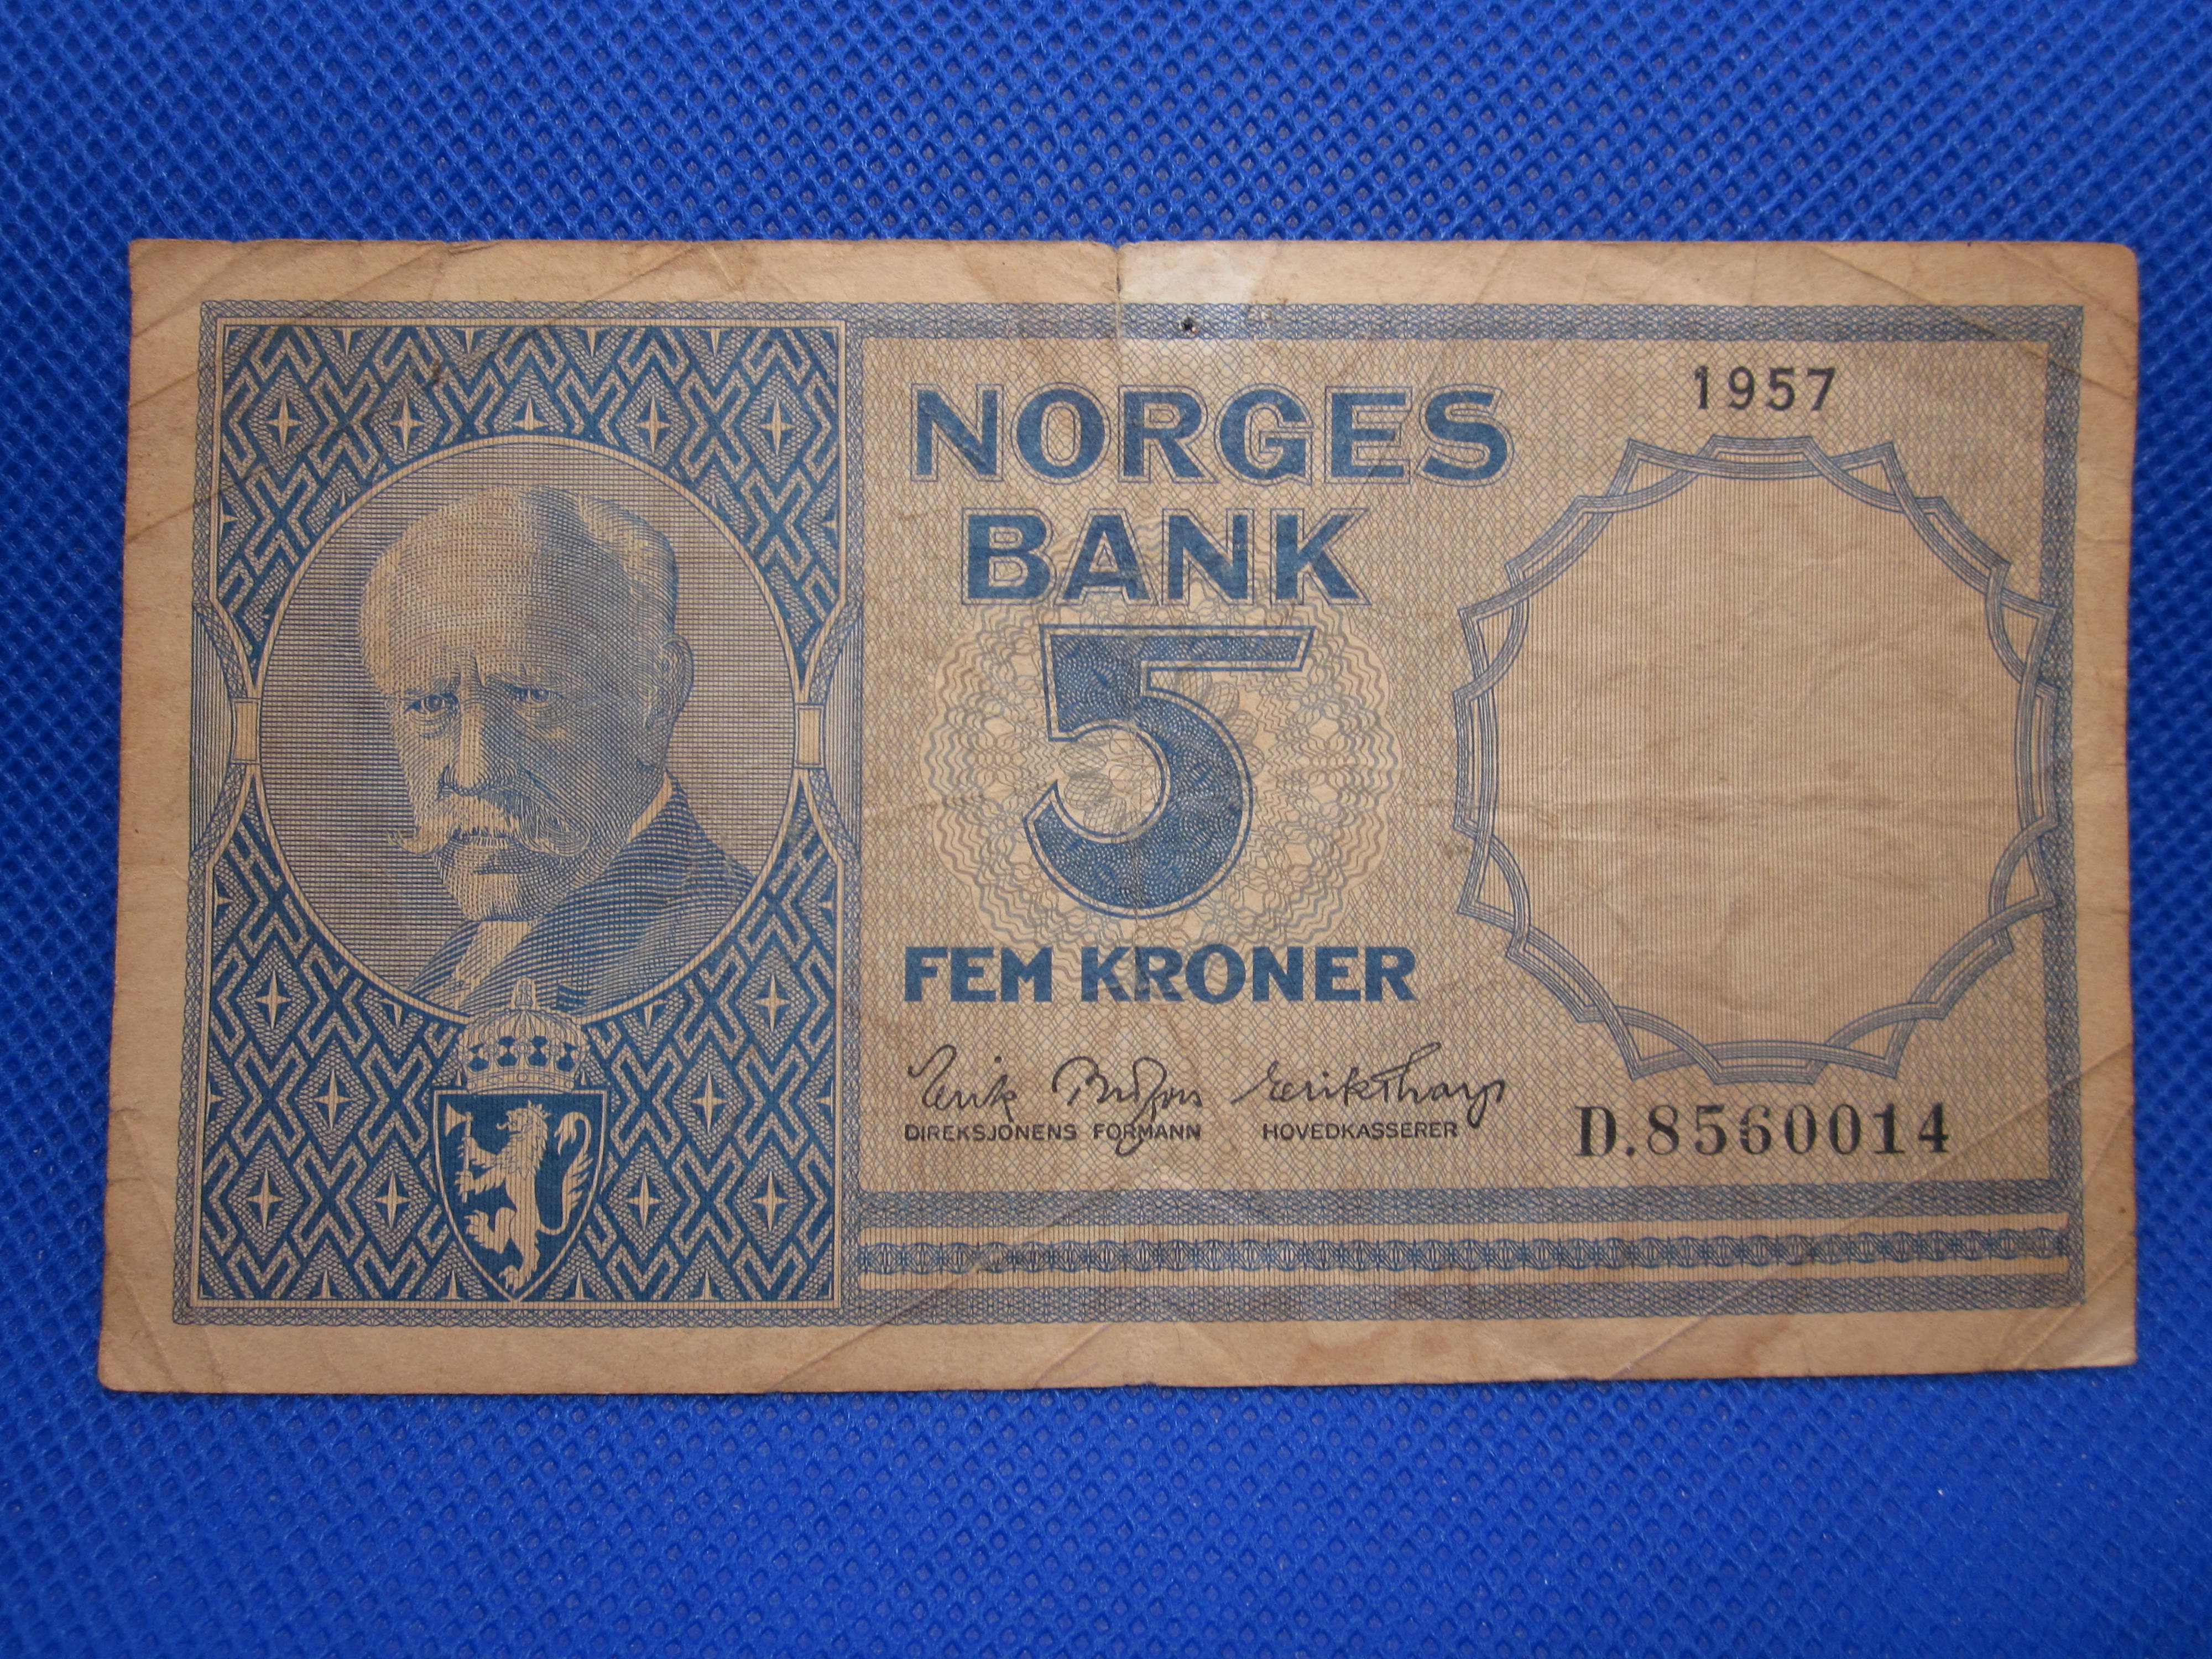 1957
NORGES
BANK
5
FEM KRONER
DIREKSJONENS FORMANN
HOVEDKASSERER
D.8560014